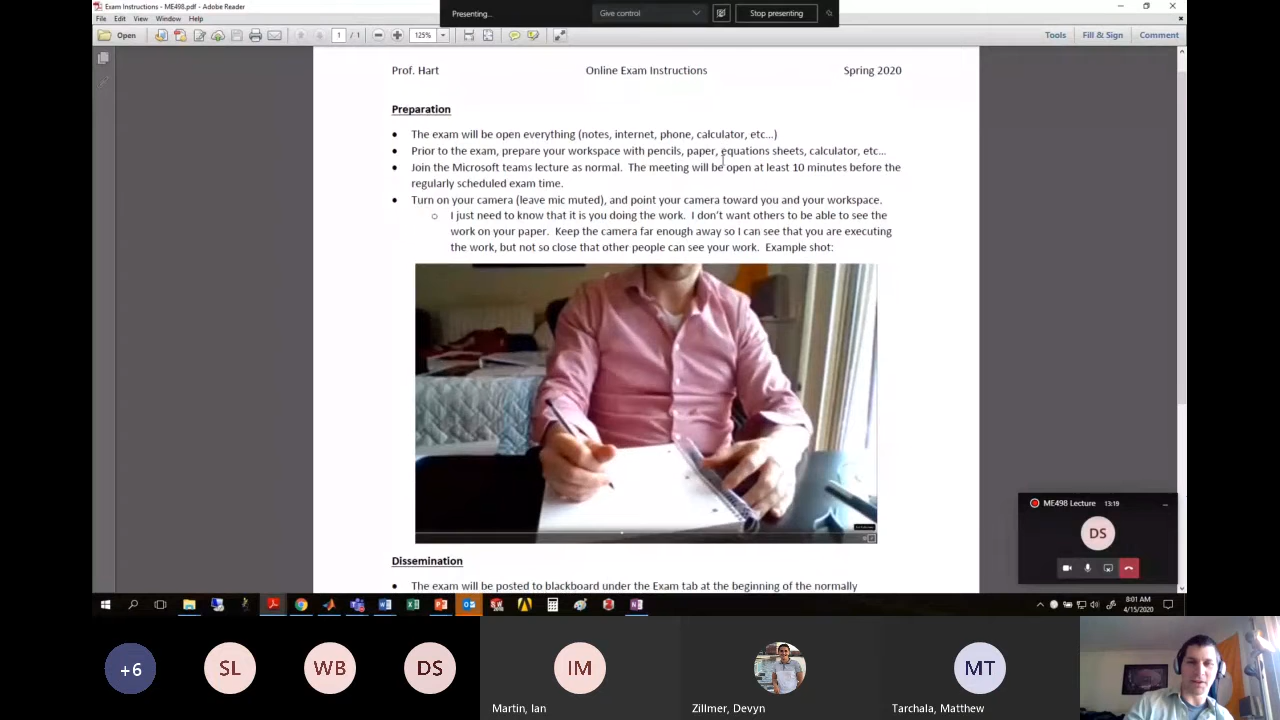 Exam Instructions - ME498.pdf - Adobe Reader
Presenting...
Give control
Stop presenting
File Edit View Window Help
Open
1 / 1
125%
Tools Fill & Sign Comment
Prof. Hart Online Exam Instructions Spring 2020
Preparation
• The exam will be open everything (notes, internet, phone, calculator, etc...)
• Prior to the exam, prepare your workspace with pencils, paper, equations sheets, calculator, etc...
• Join the Microsoft teams lecture as normal. The meeting will be open at least 10 minutes before the
regularly scheduled exam time.
• Turn on your camera (leave mic muted), and point your camera toward you and your workspace.
o I just need to know that it is you doing the work. I don't want others to be able to see the
work on your paper. Keep the camera far enough away so I can see that you are executing
the work, but not so close that other people can see your work. Example shot:
ME498 Lecture 13:19
DS
Dissemination
• The exam will be posted to blackboard under the Exam tab at the beginning of the normally
8:01 AM
4/15/2020
+6
SL
WB
DS
IM
MT
Martin, Ian
Zillmer, Devyn
Tarchala, Matthew